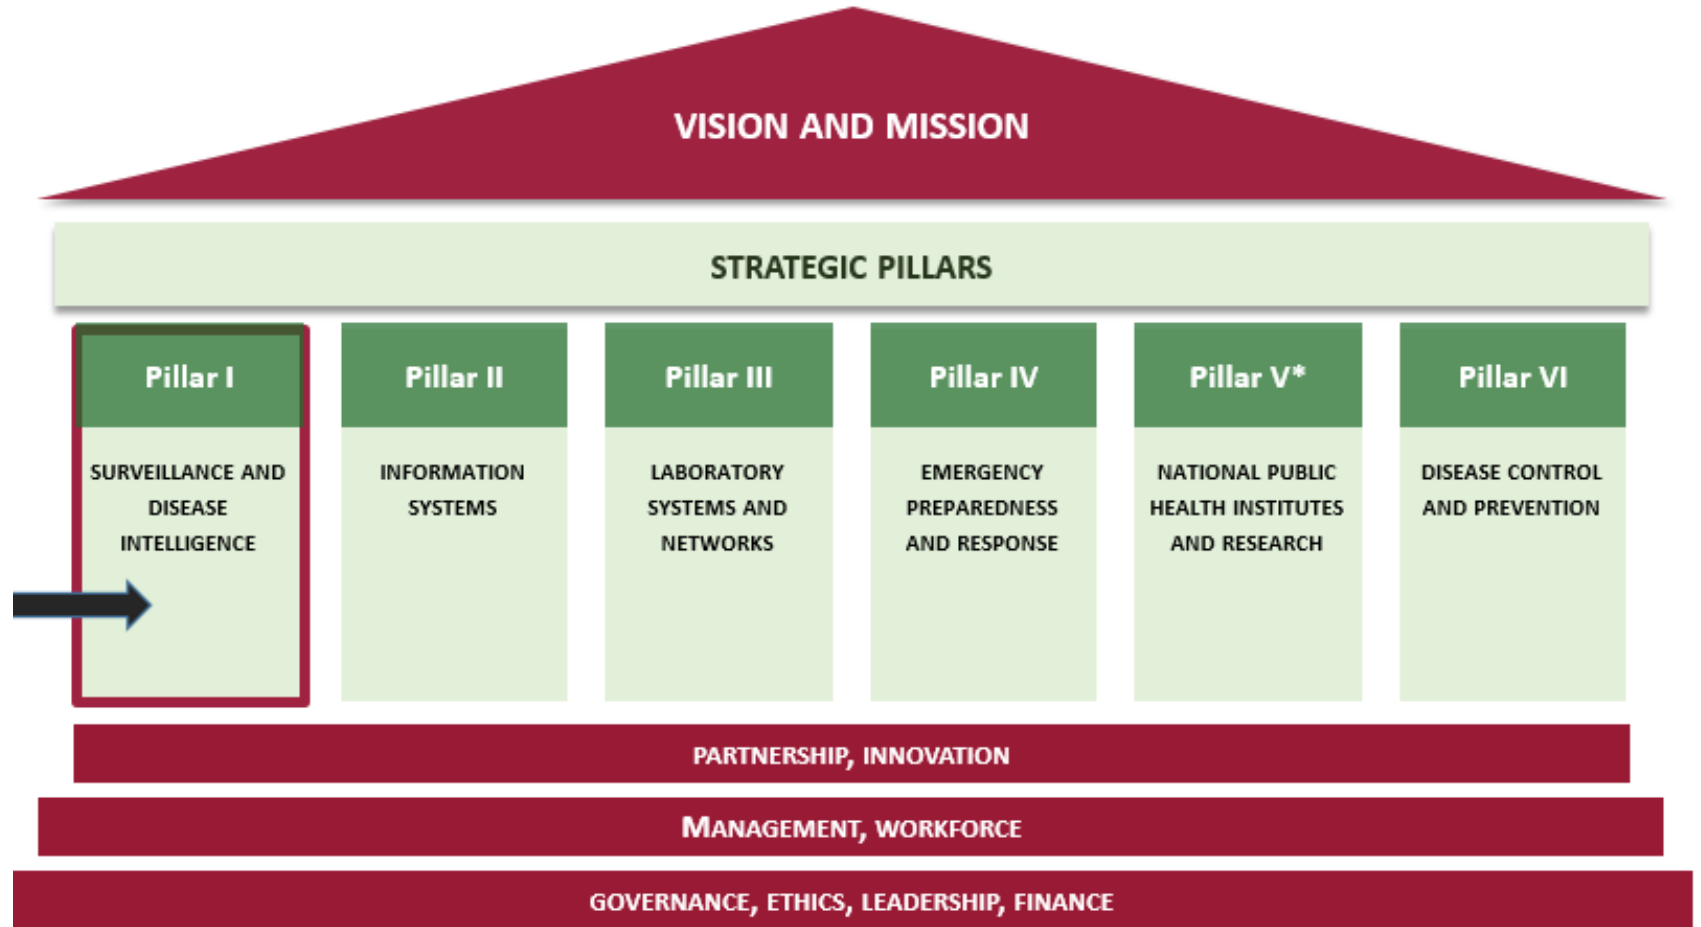 VISION AND MISSION
STRATEGIC PILLARS
Pillar I
SURVEILLANCE AND
DISEASE
INTELLIGENCE
Pillar II
INFORMATION
SYSTEMS
Pillar III
LABORATORY
SYSTEMS AND
NETWORKS
Pillar IV
EMERGENCY
PREPAREDNESS
AND RESPONSE
Pillar V*
NATIONAL PUBLIC
HEALTH INSTITUTES
AND RESEARCH
Pillar VI
DISEASE CONTROL
AND PREVENTION
PARTNERSHIP, INNOVATION
MANAGEMENT, WORKFORCE
GOVERNANCE, ETHICS, LEADERSHIP, FINANCE